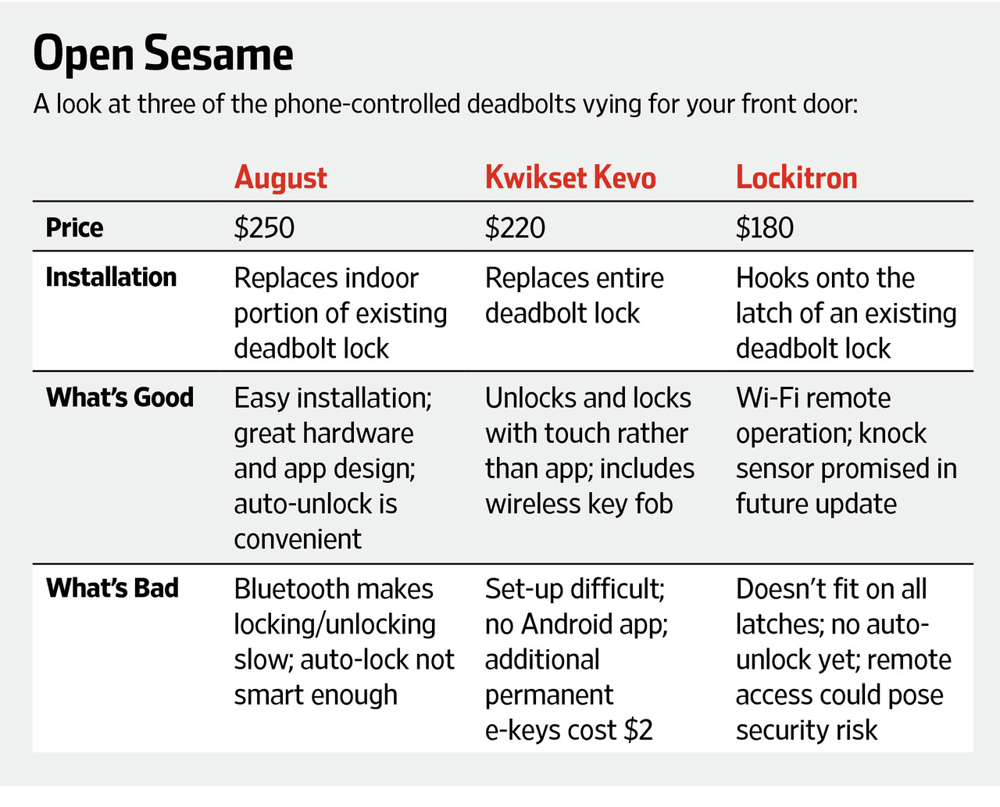 Open Sesame
A look at three of the phone-controlled deadbolts vying for your front door:
August Kwikset Kevo Lockitron
Price $250 $220 $180
Installation Replaces indoor Replaces entire Hooks onto the
portion of existing deadbolt lock latch of an existing
deadbolt lock deadbolt lock
What’s Good Easy installation; Unlocks and locks Wi-Fi remote
great hardware with touch rather operation; knock
and app design; than app; includes sensor promised in
auto-unlock is wireless key fob future update
convenient
What’s Bad Bluetooth makes Set-up difficult; Doesn’t fit on all
locking/unlocking no Android app; latches; no auto-
slow; auto-lock not additional unlock yet; remote
smart enough permanent access could pose
e-keys cost $2 security risk